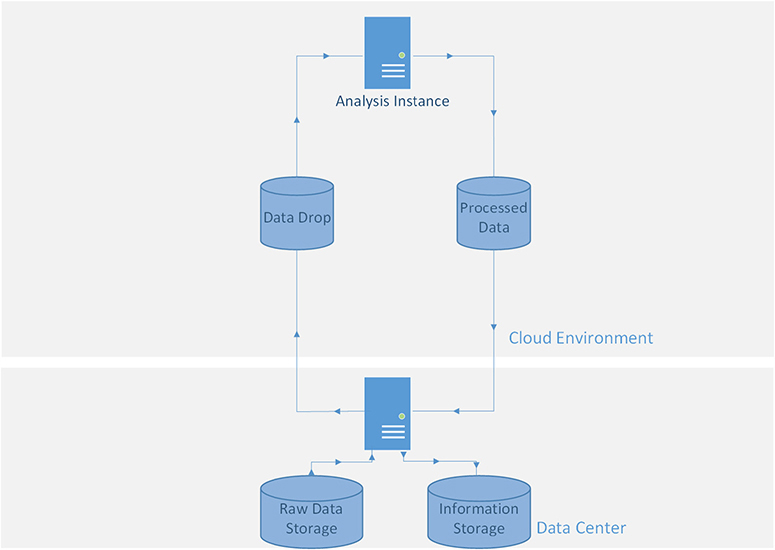 Analysis Instance
Data Drop
Processed
Data
Cloud Environment
Raw Data
Storage
Information
Storage
Data Center